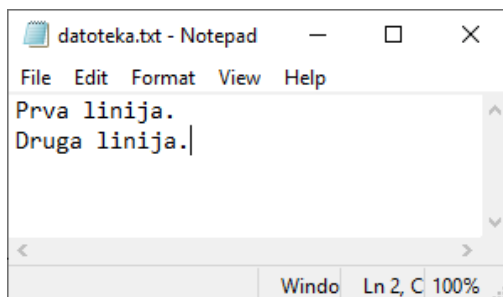 datoteka.txt - Notepad
File Edit Format View Help
Prva linija.
Druga linija.
Windo Ln 2, C 100%